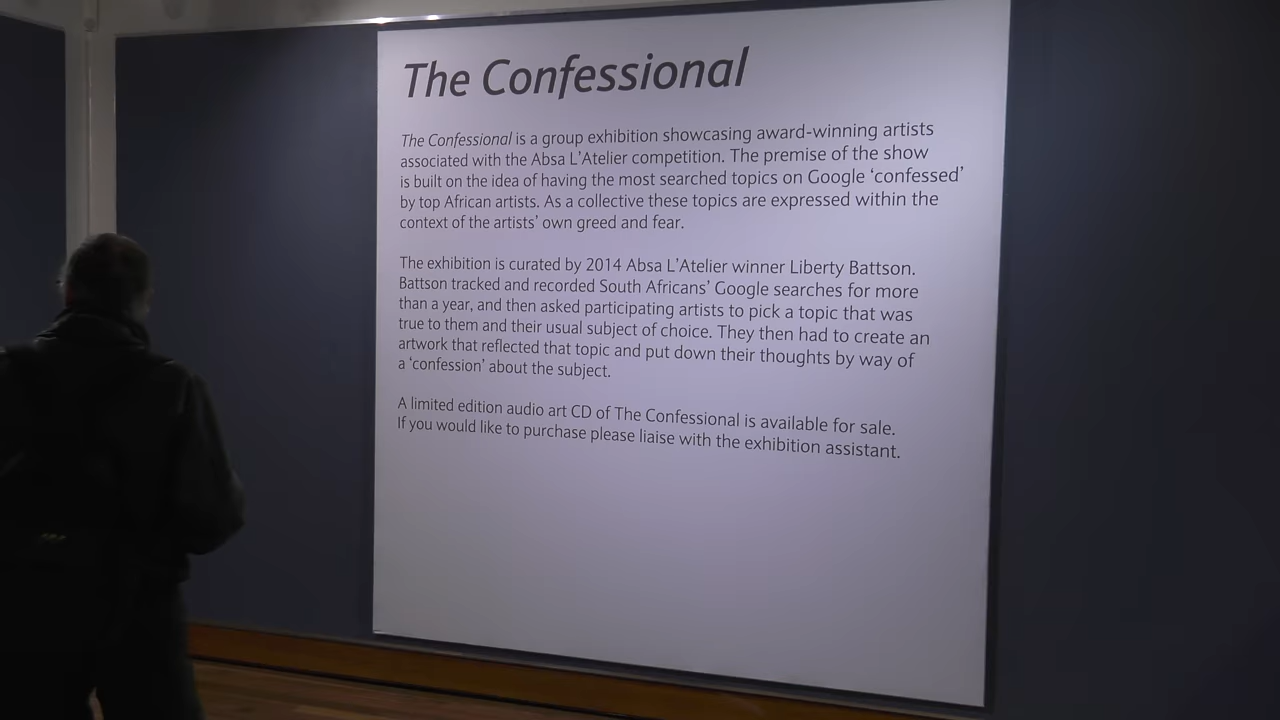 The Confessional
The Confessional is a group exhibition showcasing award-winning artists
associated with the Absa L’Atelier competition. The premise of the show
is built on the idea of having the most searched topics on Google ‘confessed’
by top African artists. As a collective these topics are expressed within the
context of the artists’ own greed and fear.
The exhibition is curated by 2014 Absa L’Atelier winner Liberty Battson.
Battson tracked and recorded South Africans’ Google searches for more
than a year, and then asked participating artists to pick a topic that was
true to them and their usual subject of choice. They then had to create an
artwork that reflected that topic and put down their thoughts by way of
a ‘confession’ about the subject.
A limited edition audio art CD of The Confessional is available for sale.
If you would like to purchase please liaise with the exhibition assistant.